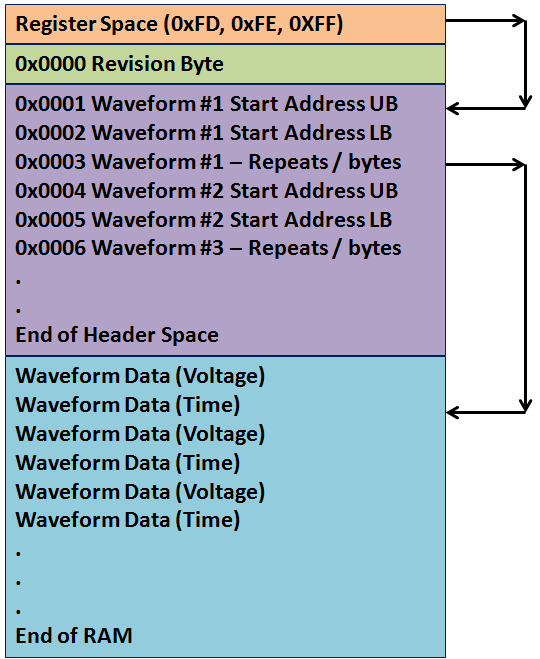 Register Space (0xFD, 0xFE, 0XFF)
0x0000 Revision Byte
0x0001 Waveform #1 Start Address UB
0x0002 Waveform #1 Start Address LB
0x0003 Waveform #1 – Repeats / bytes
0x0004 Waveform #2 Start Address UB
0x0005 Waveform #2 Start Address LB
0x0006 Waveform #3 – Repeats / bytes
.
.
End of Header Space
Waveform Data (Voltage)
Waveform Data (Time)
Waveform Data (Voltage)
Waveform Data (Time)
Waveform Data (Voltage)
Waveform Data (Time)
.
.
.
End of RAM